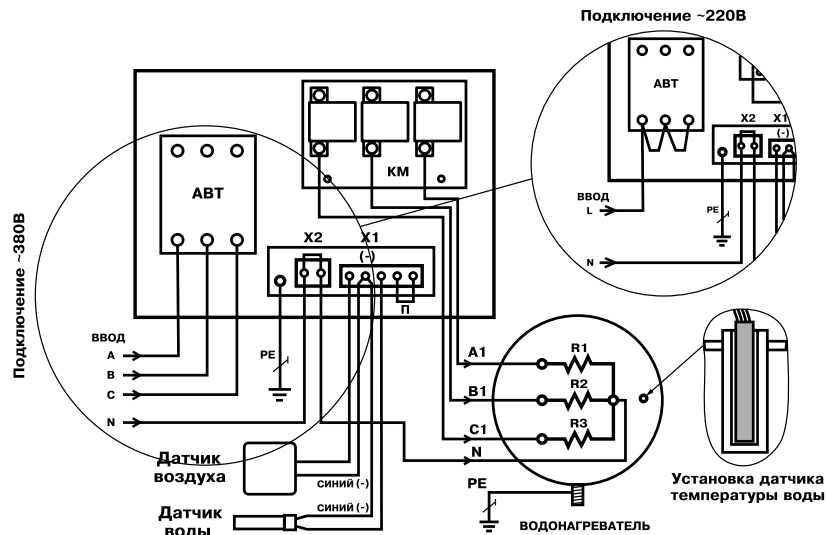 Подключение ~220В
АВТ
X2
X1
(-)
ВВОД
L
PE
N
КМ
АВТ
X2
X1
(-)
П
Подключение ~380В
ВВОД
A
B
C
N
PE
A1
B1
C1
N
PE
R1
R2
R3
Датчик
воздуха
синий (-)
синий (-)
Датчик
воды
ВОДОНАГРЕВАТЕЛЬ
Установка датчика
температуры воды